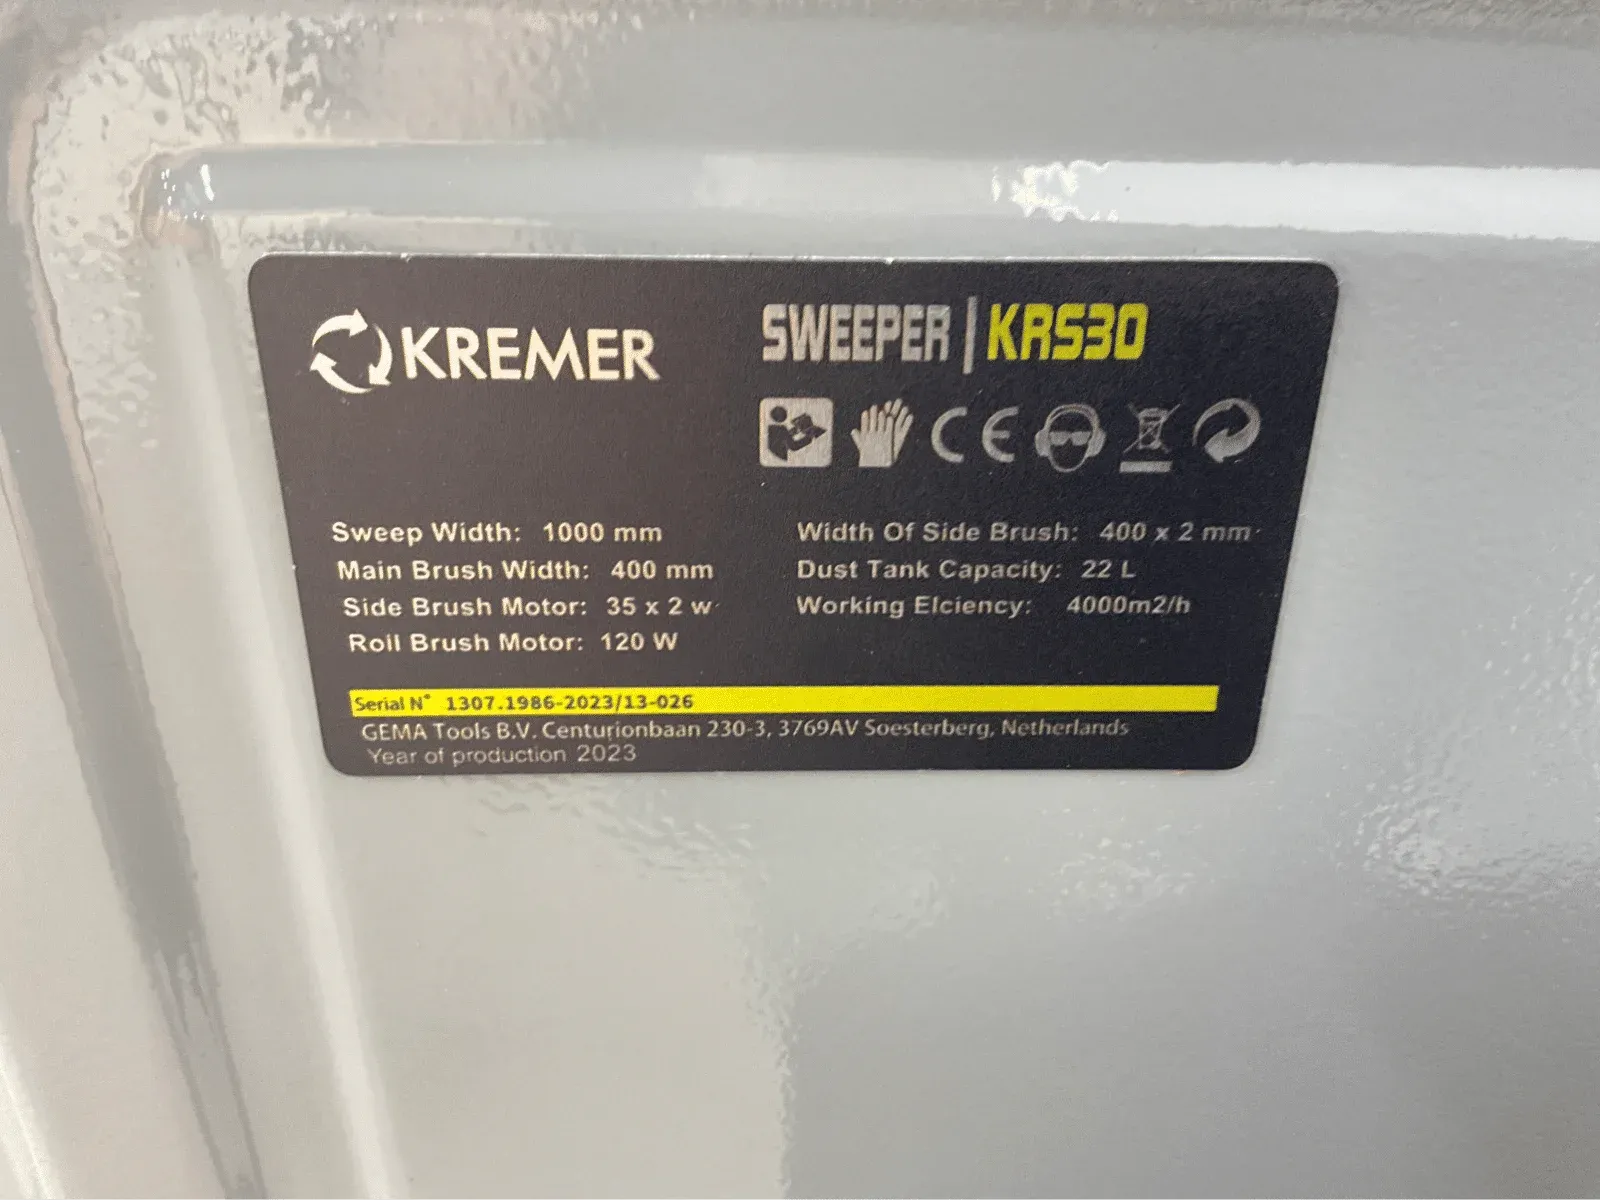 KREMER
SWEEPER | KRS30
CE
Sweep Width: 1000 mm
Main Brush Width: 400 mm
Side Brush Motor: 35 x 2 w
Roil Brush Motor: 120 W
Width Of Side Brush: 400 x 2 mm
Dust Tank Capacity: 22 L
Working Elciency: 4000m2/h
Serial N° 1307.1986-2023/13-026
GEMA Tools B.V. Centurionbaan 230-3, 3769AV Soesterberg, Netherlands
Year of production 2023